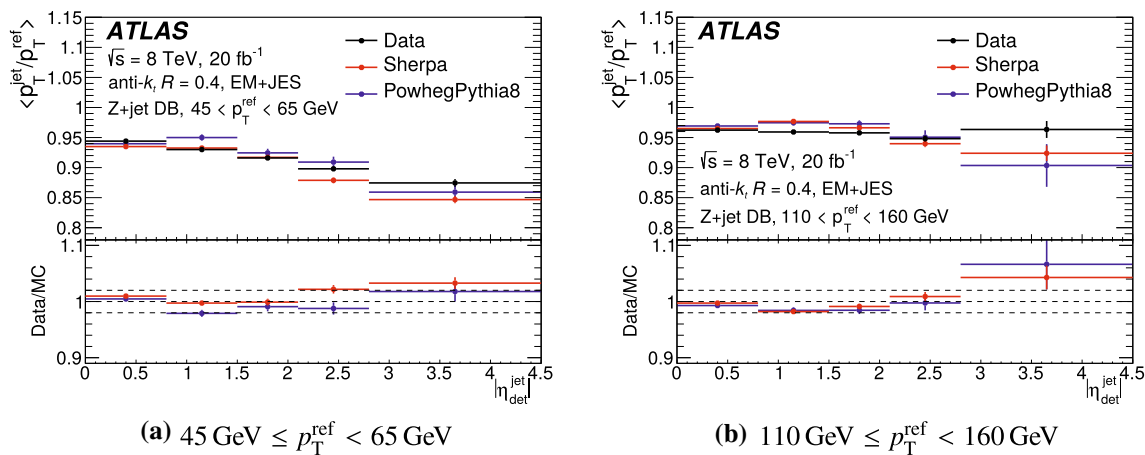 <p_T^jet/p_T^ref>
1.15
1.1
1.05
1
0.95
0.9
0.85
0.8
ATLAS
√s = 8 TeV, 20 fb⁻¹
anti-k_t R = 0.4, EM+JES
Z+jet DB, 45 < p_T^ref < 65 GeV
Data
Sherpa
PowhegPythia8
Data/MC
1.1
1
0.9
0 0.5 1 1.5 2 2.5 3 3.5 4 4.5
|η_det^jet|
(a) 45 GeV ≤ p_T^ref < 65 GeV
<p_T^jet/p_T^ref>
1.15
1.1
1.05
1
0.95
0.9
0.85
0.8
ATLAS
Data
Sherpa
PowhegPythia8
√s = 8 TeV, 20 fb⁻¹
anti-k_t R = 0.4, EM+JES
Z+jet DB, 110 < p_T^ref < 160 GeV
Data/MC
1.1
1
0.9
0 0.5 1 1.5 2 2.5 3 3.5 4 4.5
|η_det^jet|
(b) 110 GeV ≤ p_T^ref < 160 GeV